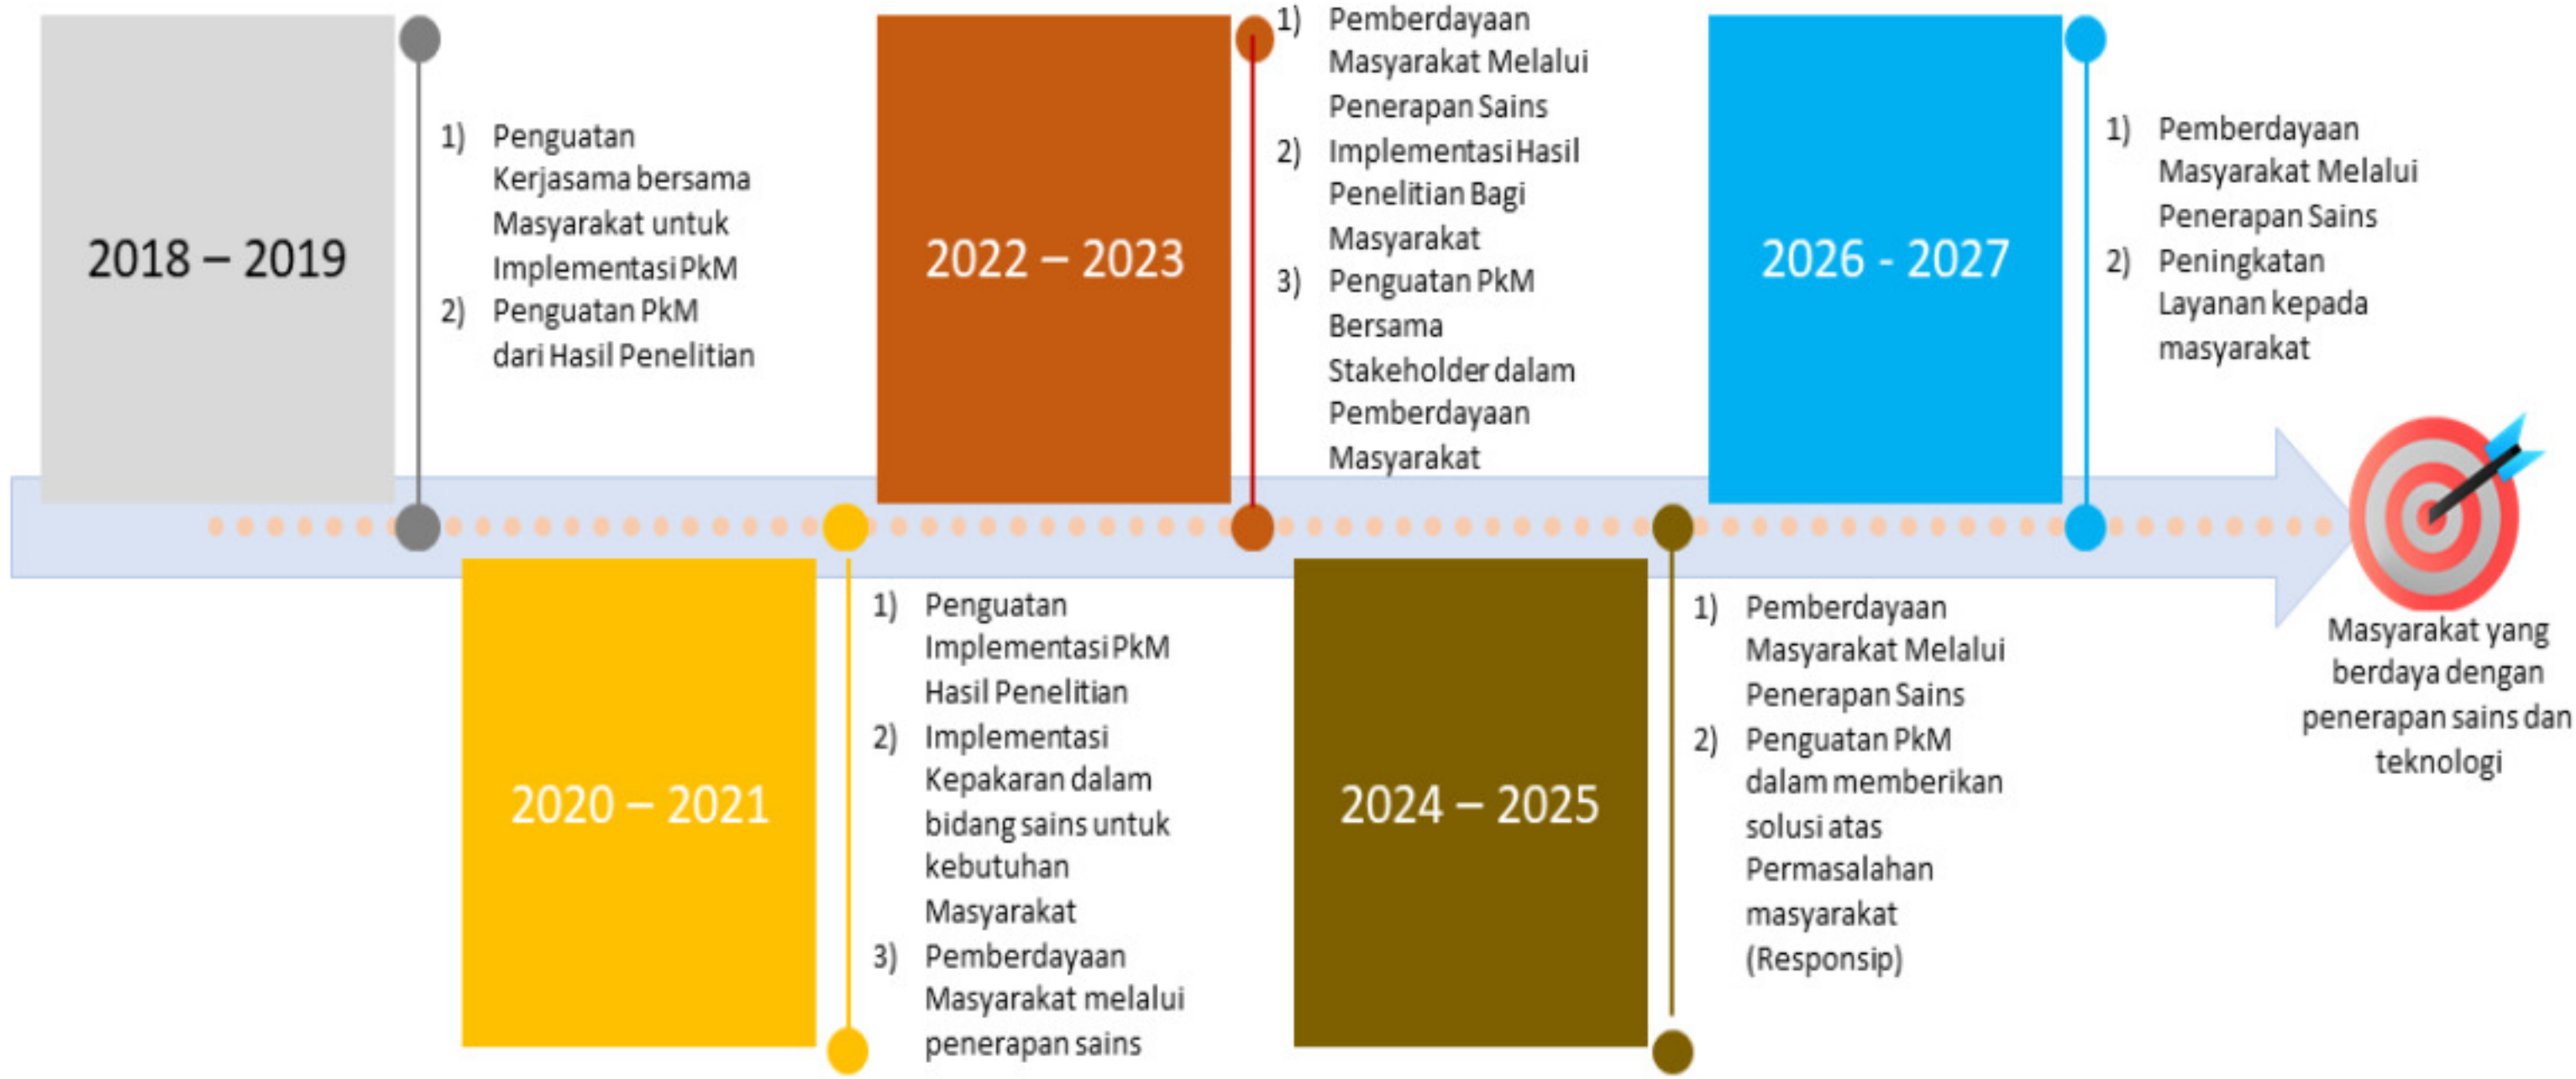 2018 – 2019
1) Penguatan
Kerjasama bersama
Masyarakat untuk
Implementasi PkM
2) Penguatan PkM
dari Hasil Penelitian
2020 – 2021
1) Penguatan
Implementasi PkM
Hasil Penelitian
2) Implementasi
Kepakaran dalam
bidang sains untuk
kebutuhan
Masyarakat
3) Pemberdayaan
Masyarakat melalui
penerapan sains
2022 – 2023
1) Pemberdayaan
Masyarakat Melalui
Penerapan Sains
2) Implementasi Hasil
Penelitian Bagi
Masyarakat
3) Penguatan PkM
Bersama
Stakeholder dalam
Pemberdayaan
Masyarakat
2024 – 2025
1) Pemberdayaan
Masyarakat Melalui
Penerapan Sains
2) Penguatan PkM
dalam memberikan
solusi atas
Permasalahan
masyarakat
(Responsip)
2026 - 2027
1) Pemberdayaan
Masyarakat Melalui
Penerapan Sains
2) Peningkatan
Layanan kepada
masyarakat
Masyarakat yang
berdaya dengan
penerapan sains dan
teknologi